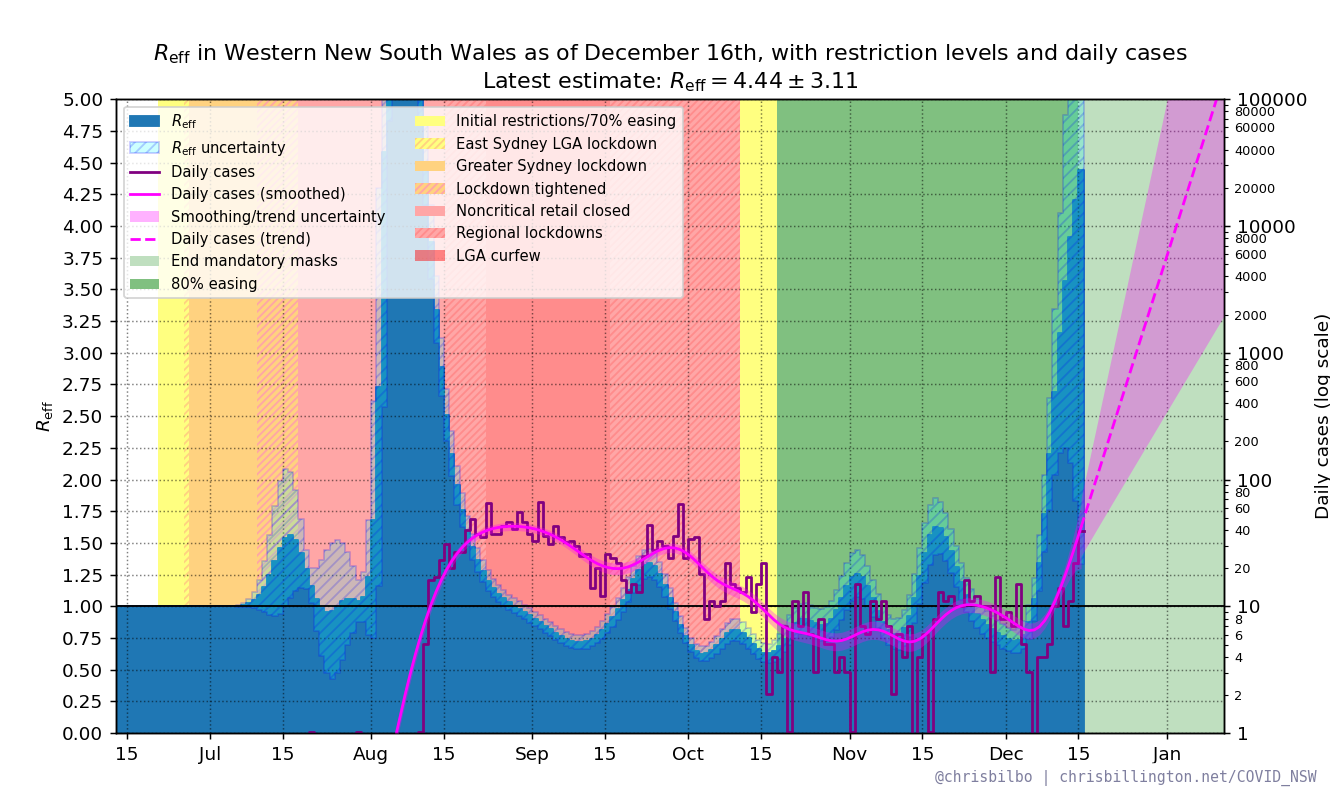 Reff in Western New South Wales as of December 16th, with restriction levels and daily cases
Latest estimate: Reff = 4.44 ± 3.11
Reff
Reff uncertainty
Daily cases
Daily cases (smoothed)
Smoothing/trend uncertainty
Daily cases (trend)
End mandatory masks
80% easing
Initial restrictions/70% easing
East Sydney LGA lockdown
Greater Sydney lockdown
Lockdown tightened
Noncritical retail closed
Regional lockdowns
LGA curfew
Reff
5.00
4.75
4.50
4.25
4.00
3.75
3.50
3.25
3.00
2.75
2.50
2.25
2.00
1.75
1.50
1.25
1.00
0.75
0.50
0.25
0.00
15 Jul 15 Aug 15 Sep 15 Oct 15 Nov 15 Dec 15 Jan
100000
80000
60000
40000
20000
10000
8000
6000
4000
2000
1000
800
600
400
200
100
80
60
40
20
10
8
6
4
2
1
Daily cases (log scale)
@chrisbilbo | chrisbillington.net/COVID_NSW